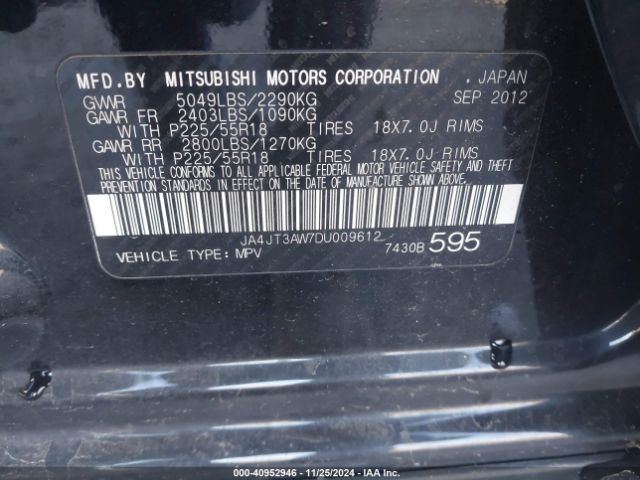 MFD.BY MITSUBISHI MOTORS CORPORATION . JAPAN
GVWR 5049LBS/2290KG SEP 2012
GAWR FR 2403LBS/1090KG
WITH P225/55R18 TIRES 18X7.0J RIMS
GAWR RR 2800LBS/1270KG
WITH P225/55R18 TIRES 18X7.0J RIMS
THIS VEHICLE CONFORMS TO ALL APPLICABLE FEDERAL MOTOR VEHICLE SAFETY AND THEFT
PREVENTION STANDARDS IN EFFECT ON THE DATE OF MANUFACTURE SHOWN ABOVE.
JA4JT3AW7DU009612
VEHICLE TYPE: MPV 7430B 595
STOCK: 40952946 - 11/25/2024 - IAA Inc.